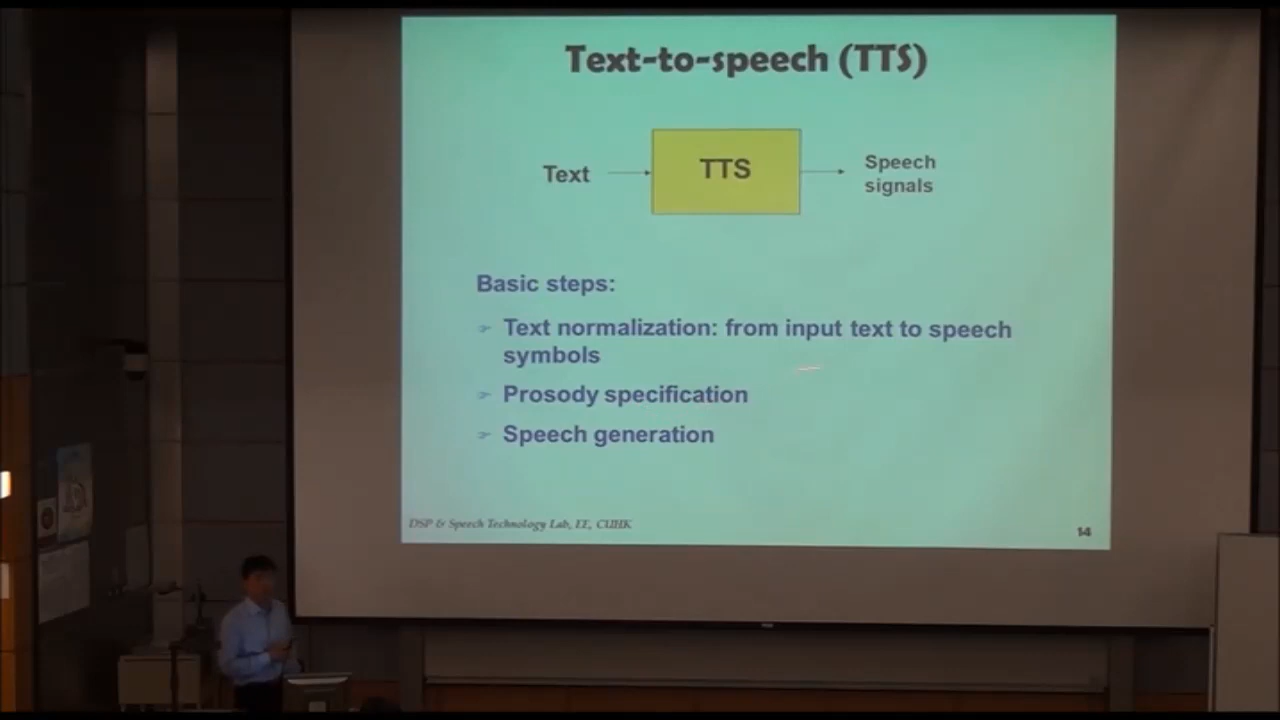 Text-to-speech (TTS)
Text
TTS
Speech
signals
Basic steps:
Text normalization: from input text to speech
symbols
Prosody specification
Speech generation
DSP & Speech Technology Lab, EE, CUHK
14